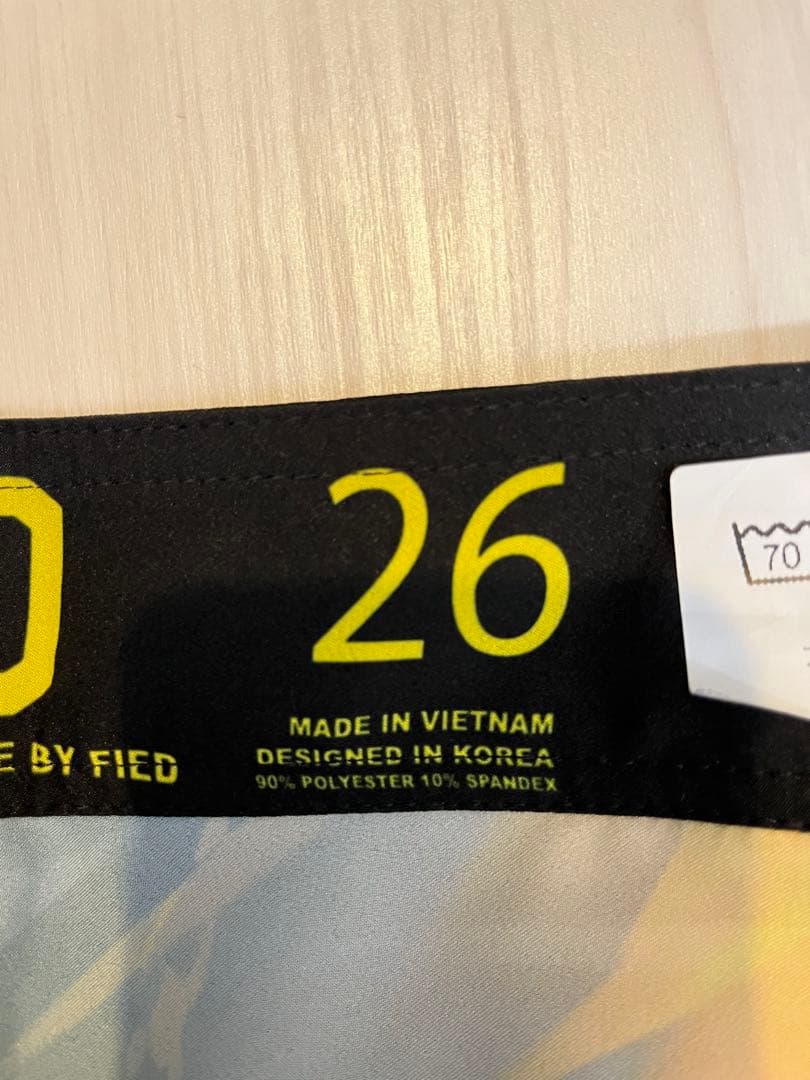 26
70
MADE IN VIETNAM
BY FIED
DESIGNED IN KOREA
90% POLYESTER 10% SPANDEX